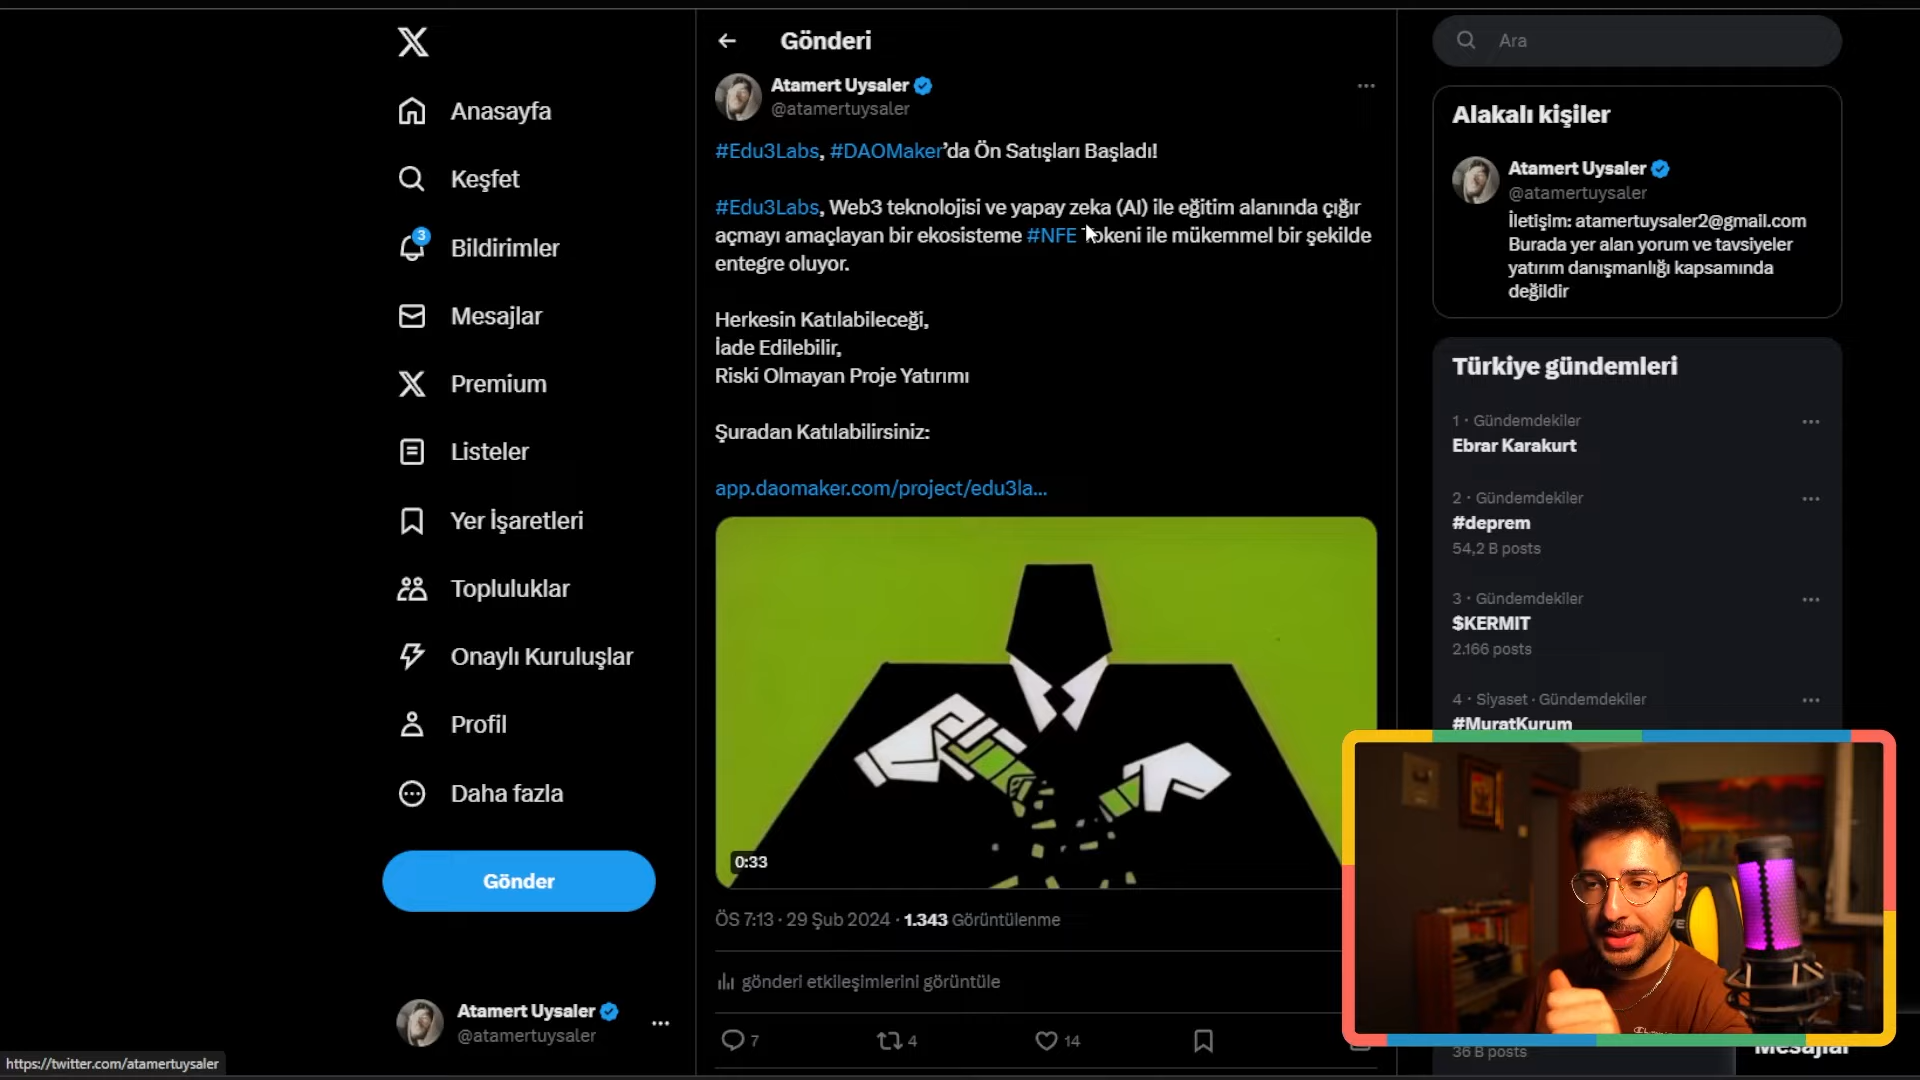 Anasayfa
Keşfet
3
Bildirimler
Mesajlar
Premium
Listeler
Yer İşaretleri
Topluluklar
Onaylı Kuruluşlar
Profil
Daha fazla
Gönder
Atamert Uysaler
@atamertuysaler
https://twitter.com/atamertuysaler
Gönderi
Atamert Uysaler
@atamertuysaler
#Edu3Labs, #DAOMaker’da Ön Satışları Başladı!
#Edu3Labs, Web3 teknolojisi ve yapay zeka (AI) ile eğitim alanında çığır
açmayı amaçlayan bir ekosisteme #NFE Tokeni ile mükemmel bir şekilde
entegre oluyor.
Herkesin Katılabileceği,
İade Edilebilir,
Riski Olmayan Proje Yatırımı
Şuradan Katılabilirsiniz:
app.daomaker.com/project/edu3la...
0:33
ÖS 7:13 · 29 Şub 2024 · 1.343 Görüntülenme
gönderi etkileşimlerini görüntüle
7
4
14
Ara
Alakalı kişiler
Atamert Uysaler
@atamertuysaler
İletişim: atamertuysaler2@gmail.com
Burada yer alan yorum ve tavsiyeler
yatırım danışmanlığı kapsamında
değildir
Türkiye gündemleri
1 · Gündemdekiler
Ebrar Karakurt
2 · Gündemdekiler
#deprem
54,2 B posts
3 · Gündemdekiler
$KERMIT
2.166 posts
4 · Siyaset · Gündemdekiler
#MuratKurum
36 B posts
Mesajlar